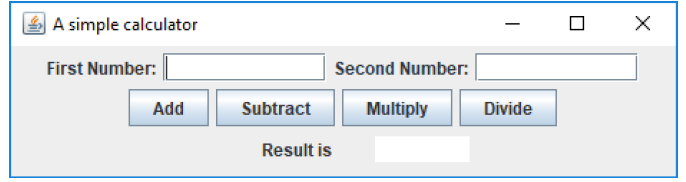 A simple calculator
First Number: Second Number:
Add Subtract Multiply Divide
Result is